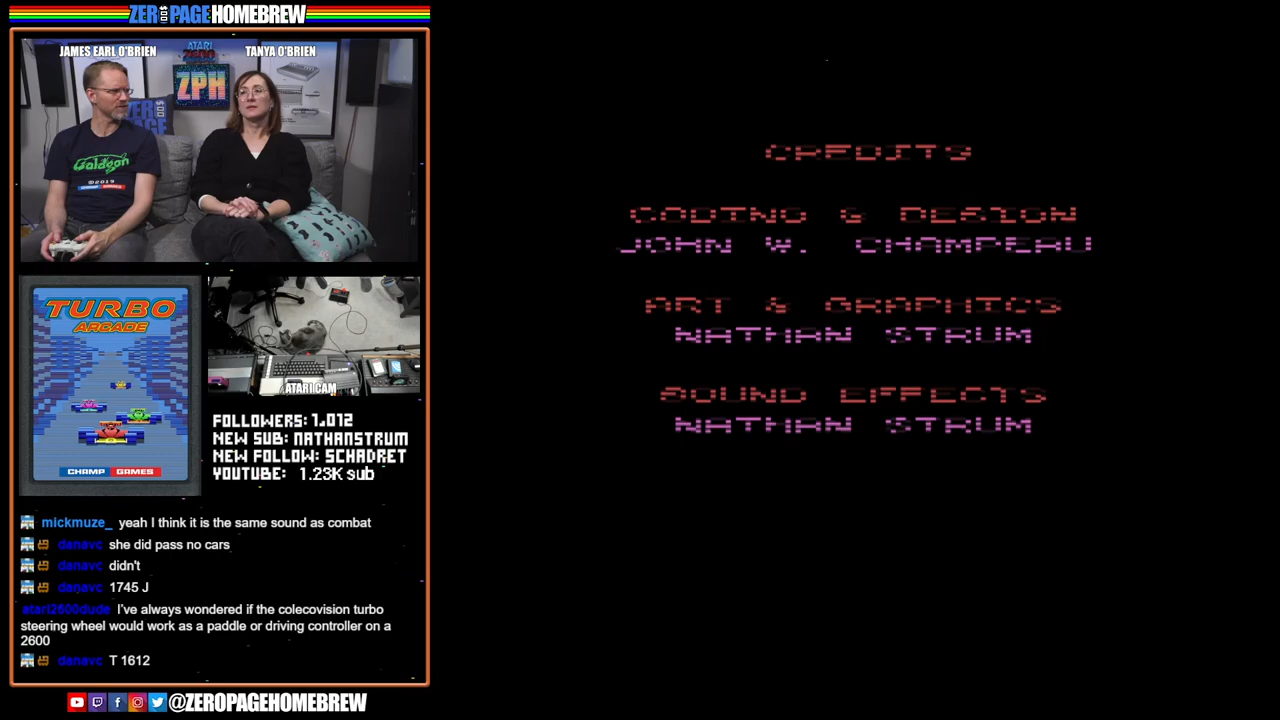 ZEROPAGEHOMEBREW
JAMES EARL O'BRIEN
TANYA O'BRIEN
ATARI
ZPH
ZERO
PAGE
Galdgon
©2019
TURBO
ARCADE
CHAMP GAMES
ATARI CAM
FOLLOWERS: 1,012
NEW SUB: NATHANSTRUM
NEW FOLLOW: SCHADRET
YOUTUBE: 1.23K sub
mickmuze_ yeah I think it is the same sound as combat
danavc she did pass no cars
danavc didn't
danavc 1745 J
atari2600dude I've always wondered if the colecovision turbo
steering wheel would work as a paddle or driving controller on a
2600
danavc T 1612
@ZEROPAGEHOMEBREW
CREDITS
CODING & DESIGN
JOHN W. CHAMPEAU
ART & GRAPHICS
NATHAN STRUM
SOUND EFFECTS
NATHAN STRUM